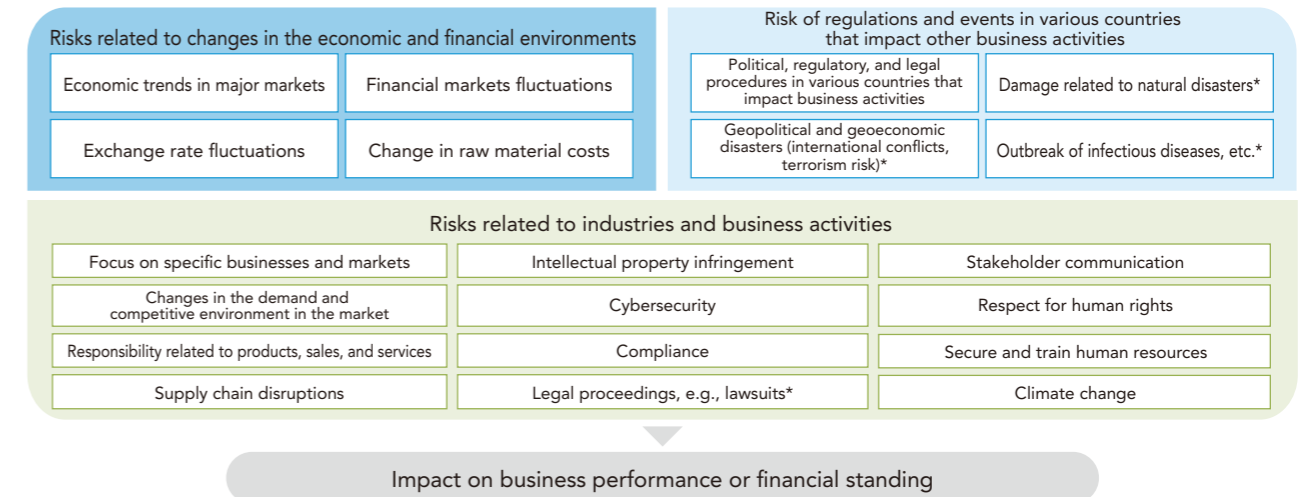 Risks related to changes in the economic and financial environments
Economic trends in major markets
Financial markets fluctuations
Exchange rate fluctuations
Change in raw material costs
Risk of regulations and events in various countries
that impact other business activities
Political, regulatory, and legal
procedures in various countries that
impact business activities
Damage related to natural disasters*
Geopolitical and geoeconomic
disasters (international conflicts,
terrorism risk)*
Outbreak of infectious diseases, etc.*
Risks related to industries and business activities
Focus on specific businesses and markets
Intellectual property infringement
Stakeholder communication
Changes in the demand and
competitive environment in the market
Cybersecurity
Respect for human rights
Responsibility related to products, sales, and services
Compliance
Secure and train human resources
Supply chain disruptions
Legal proceedings, e.g., lawsuits*
Climate change
Impact on business performance or financial standing